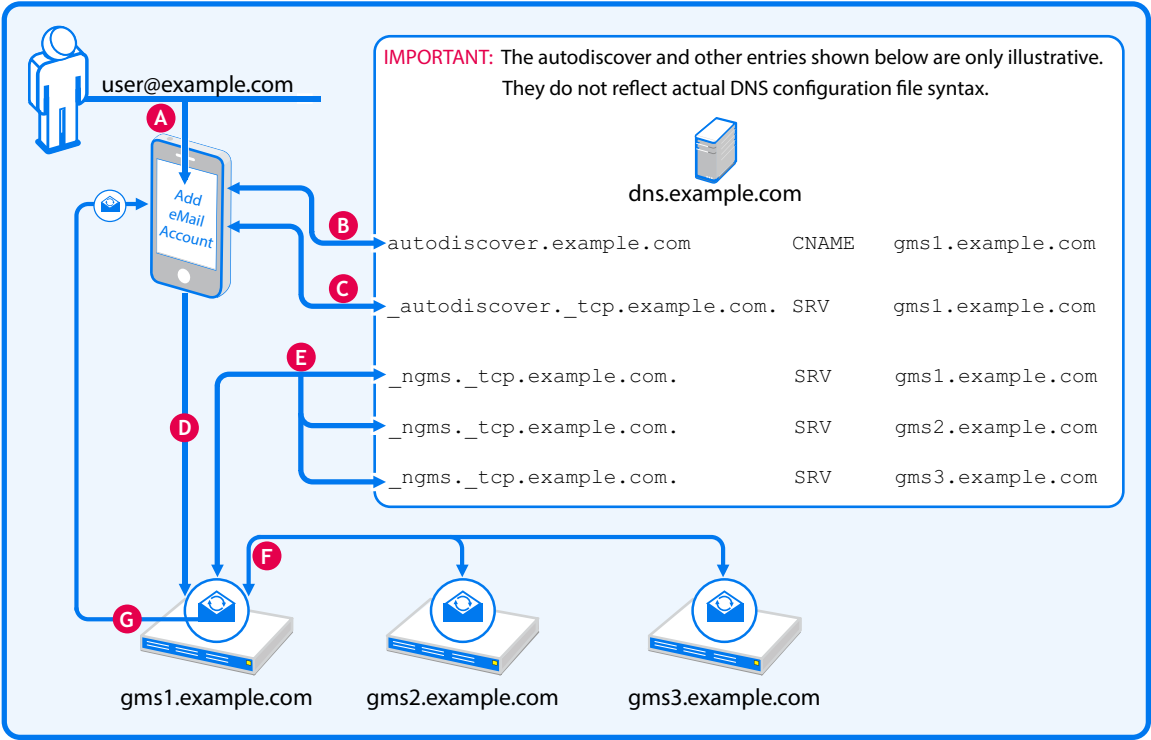 user@example.com
IMPORTANT: The autodiscover and other entries shown below are only illustrative.
They do not reflect actual DNS configuration file syntax.
A
Add
eMail
Account
dns.example.com
B
autodiscover.example.com CNAME gms1.example.com
C
_autodiscover._tcp.example.com. SRV gms1.example.com
E
_ngms._tcp.example.com. SRV gms1.example.com
D
_ngms._tcp.example.com. SRV gms2.example.com
_ngms._tcp.example.com. SRV gms3.example.com
F
G
gms1.example.com
gms2.example.com
gms3.example.com